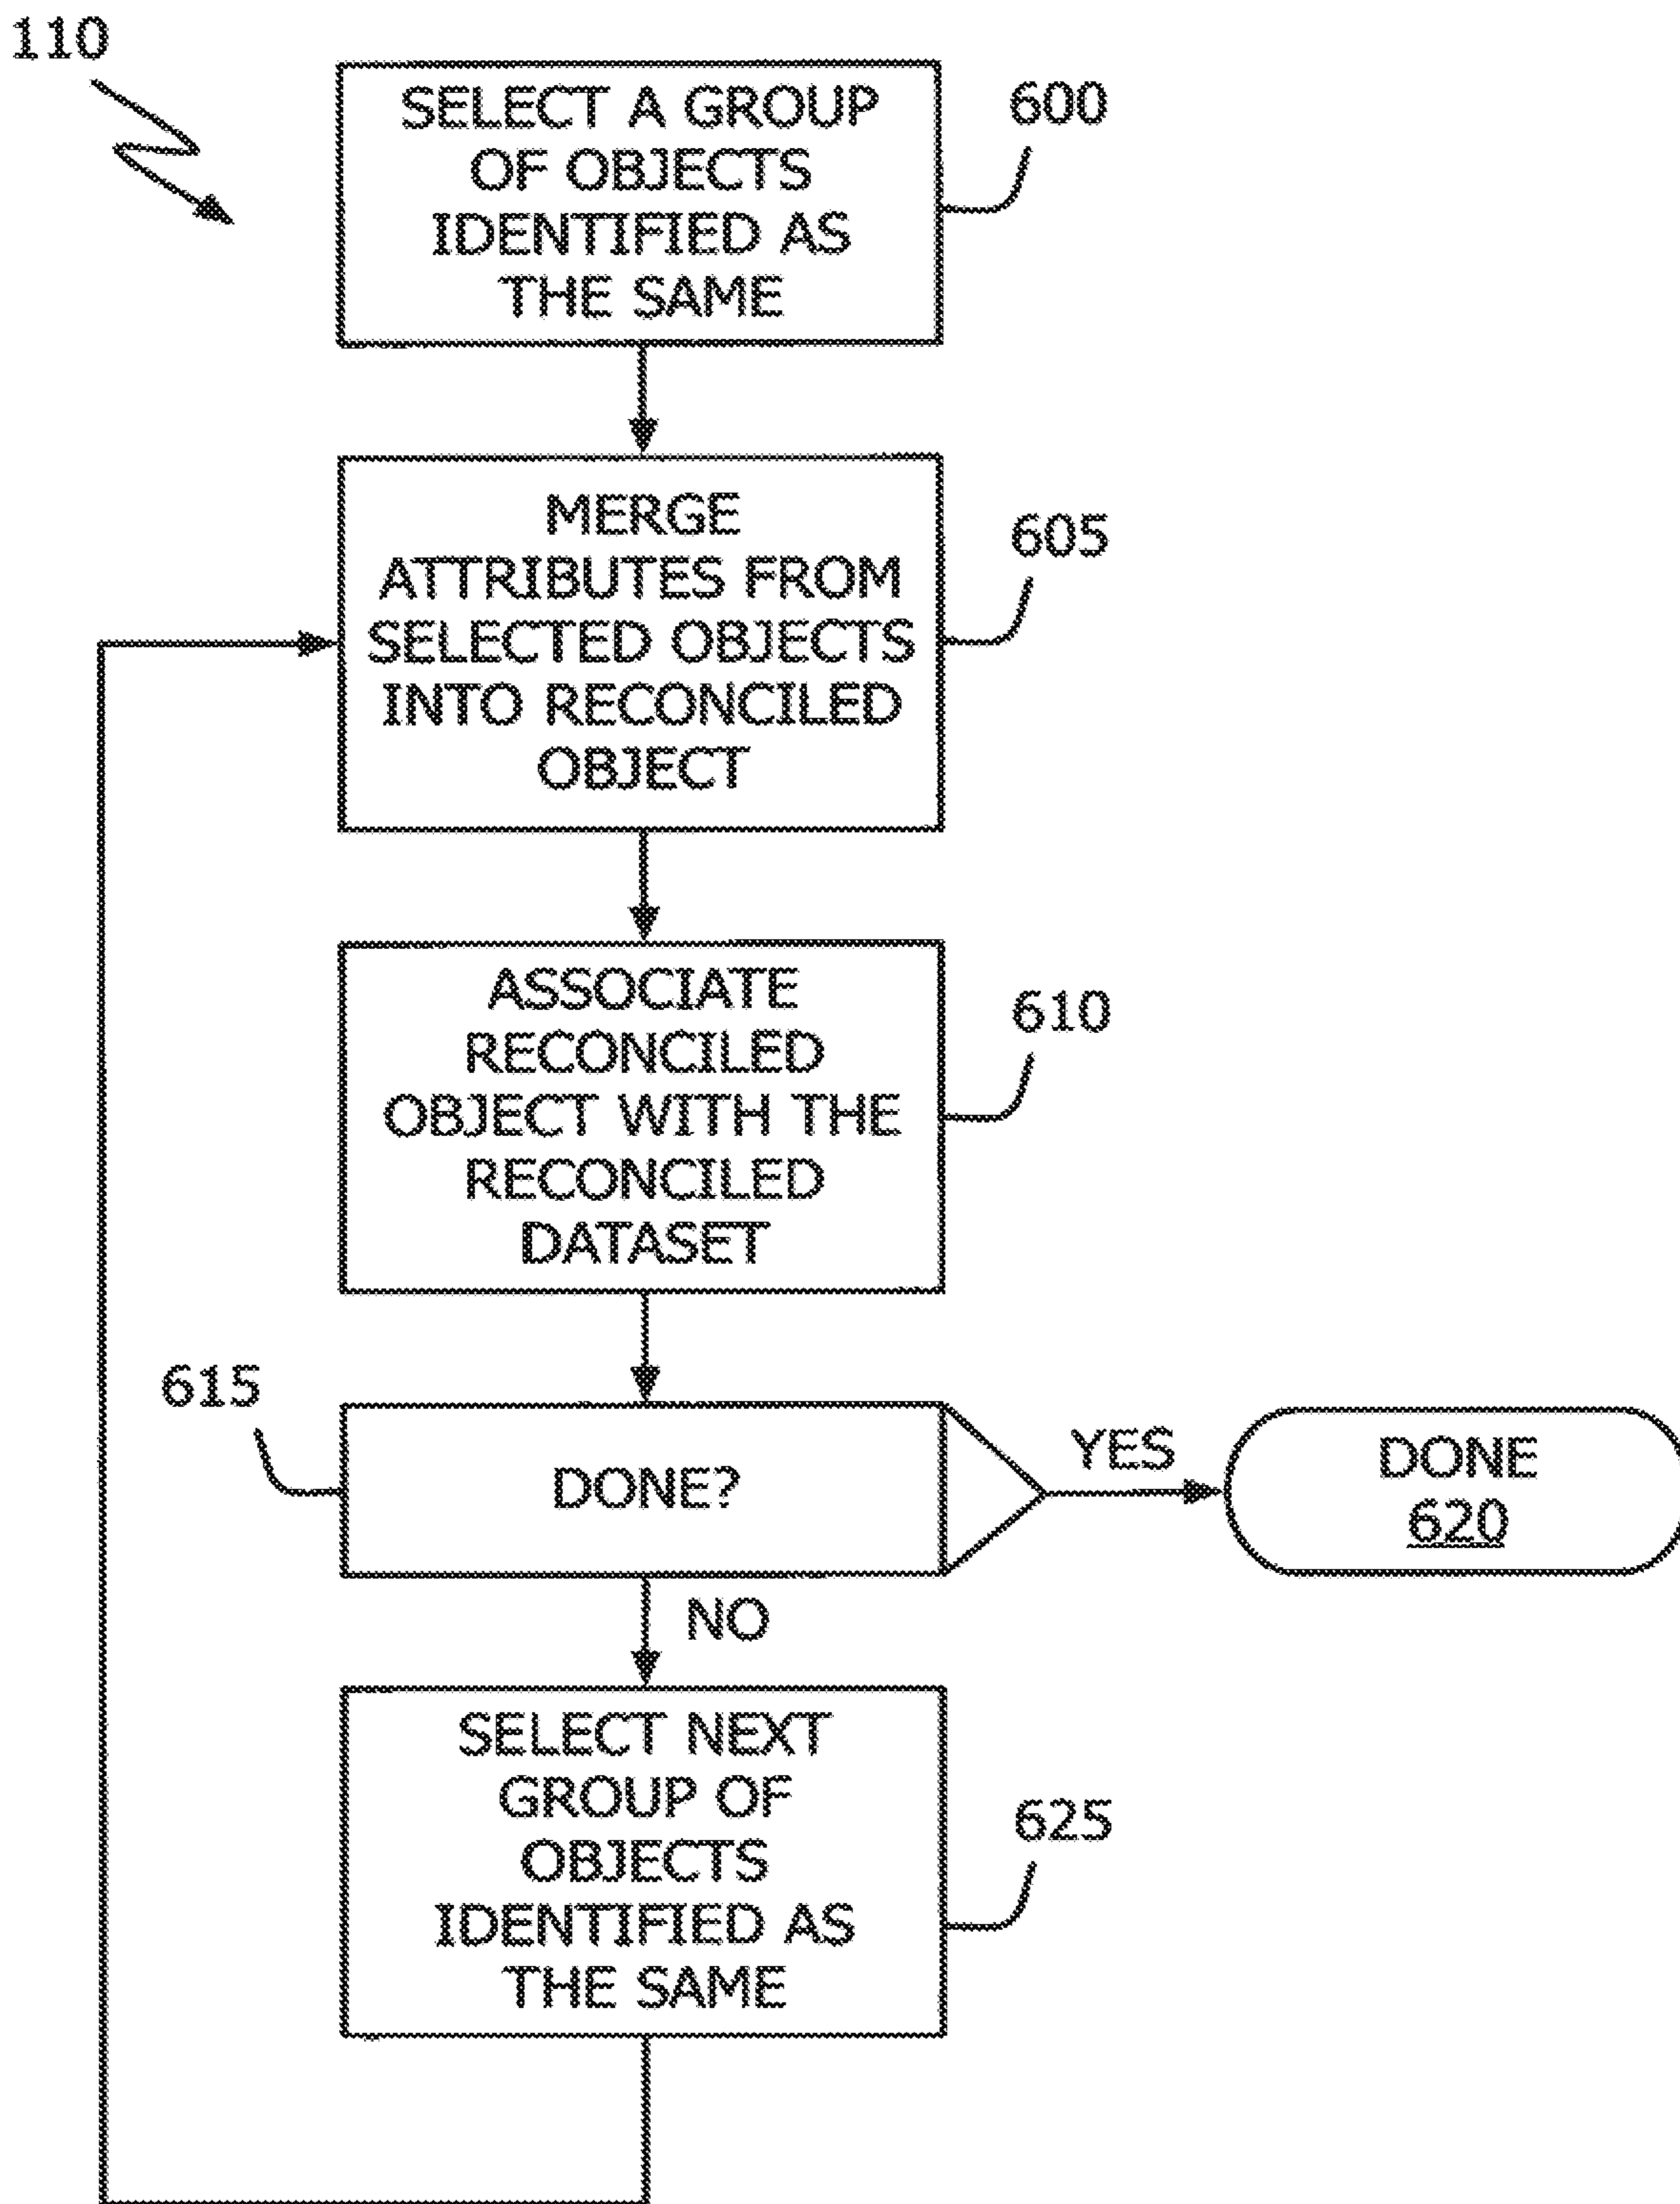 110
SELECT A GROUP
OF OBJECTS
IDENTIFIED AS
THE SAME
600
MERGE
ATTRIBUTES FROM
SELECTED OBJECTS
INTO RECONCILED
OBJECT
605
ASSOCIATE
RECONCILED
OBJECT WITH THE
RECONCILED
DATASET
610
615
DONE?
YES
DONE
620
NO
SELECT NEXT
GROUP OF
OBJECTS
IDENTIFIED AS
THE SAME
625